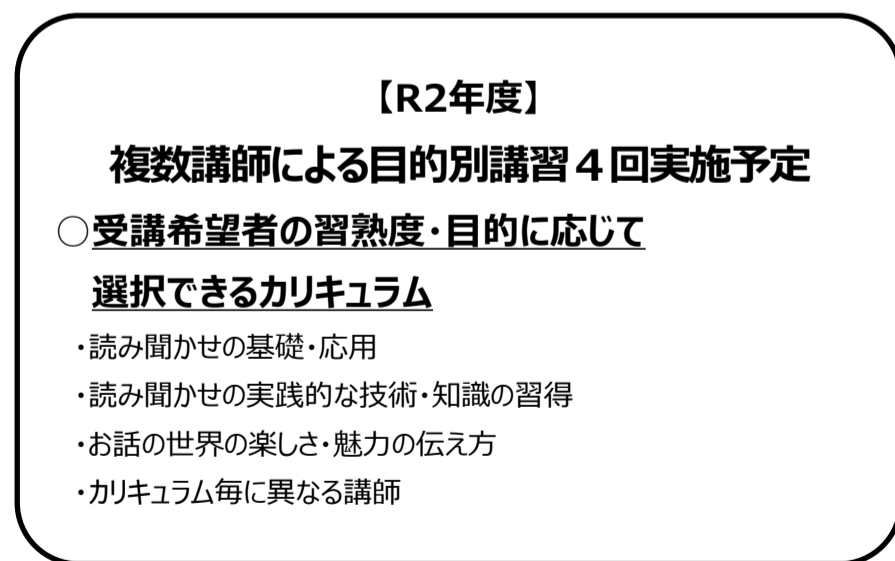 【R2年度】
複数講師による目的別講習４回実施予定
○受講希望者の習熟度・目的に応じて
選択できるカリキュラム
・読み聞かせの基礎・応用
・読み聞かせの実践的な技術・知識の習得
・お話の世界の楽しさ・魅力の伝え方
・カリキュラム毎に異なる講師